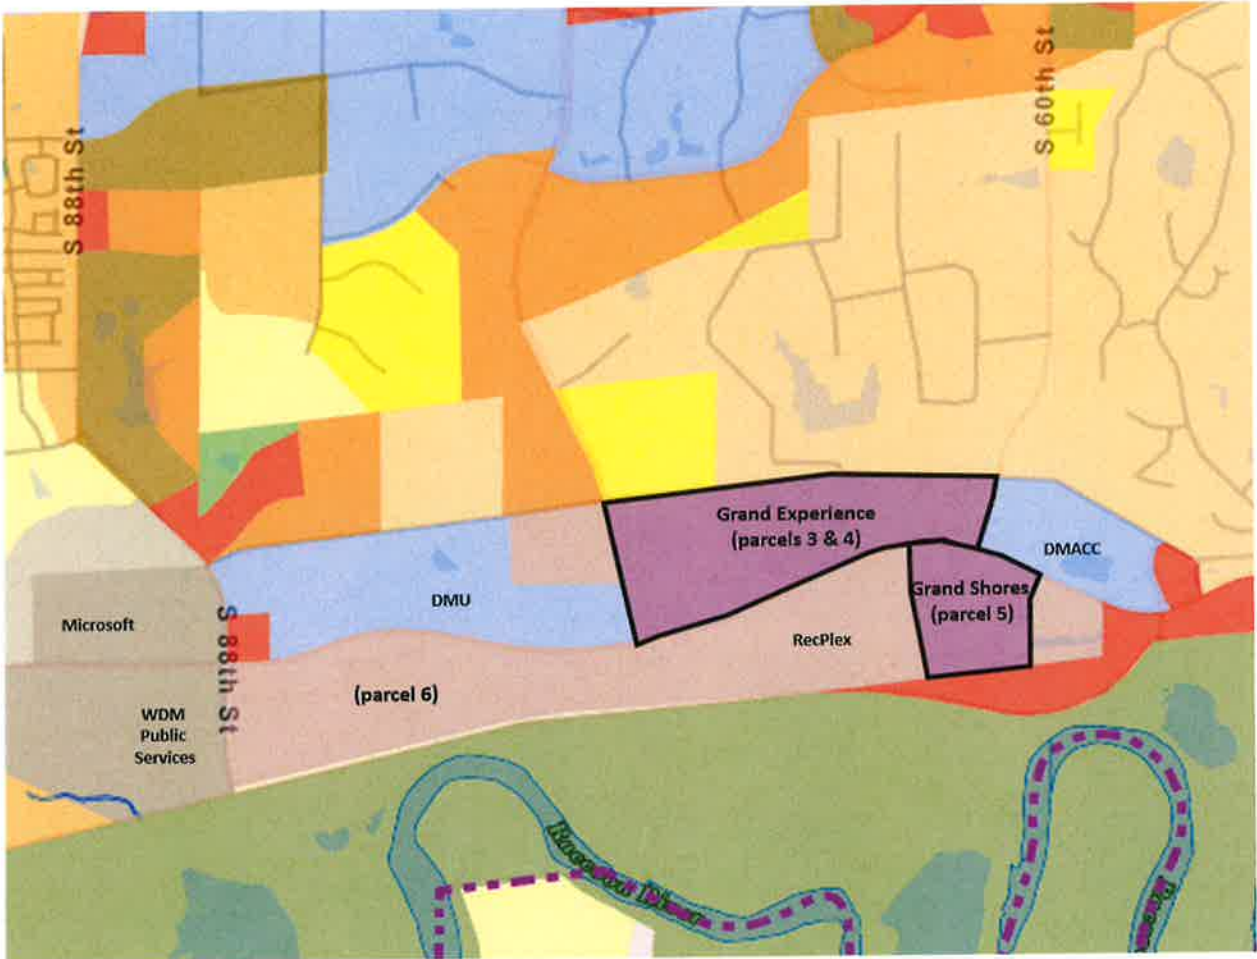 S 60th St
S 88th St
Grand Experience
(parcels 3 & 4)
DMACC
Grand Shores
(parcel 5)
DMU
Microsoft
RecPlex
S 88th St
(parcel 6)
WDM
Public
Services